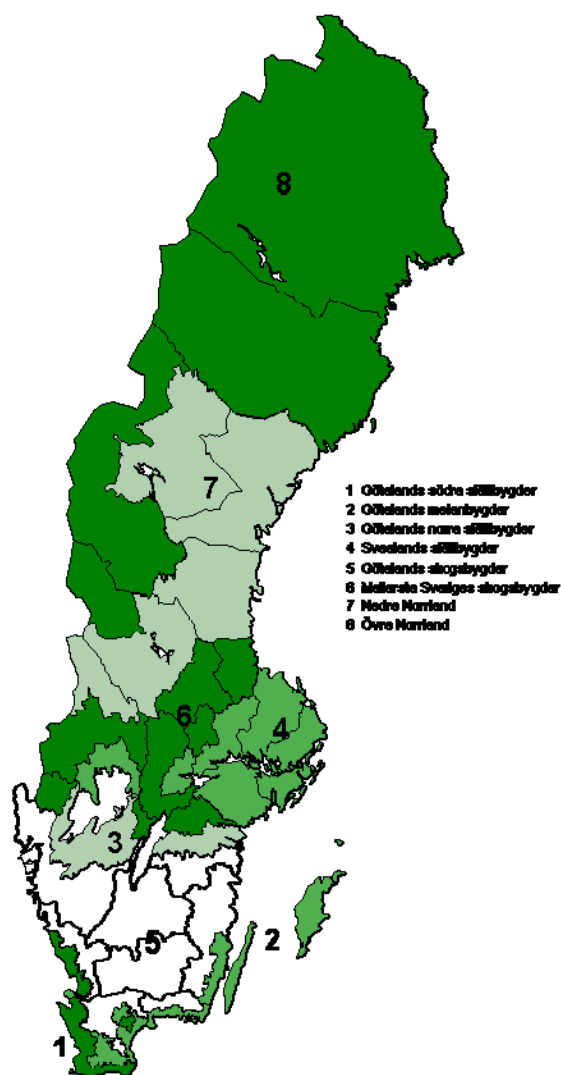 8
7
1 Götalands södra slättbygder
2 Götalands mellanbygder
3 Götalands norra slättbygder
4 Svealands slättbygder
5 Götalands skogsbygder
6 Mellersta Sveriges skogsbygder
7 Nedre Norrland
8 Övre Norrland
6
4
3
5
2
1